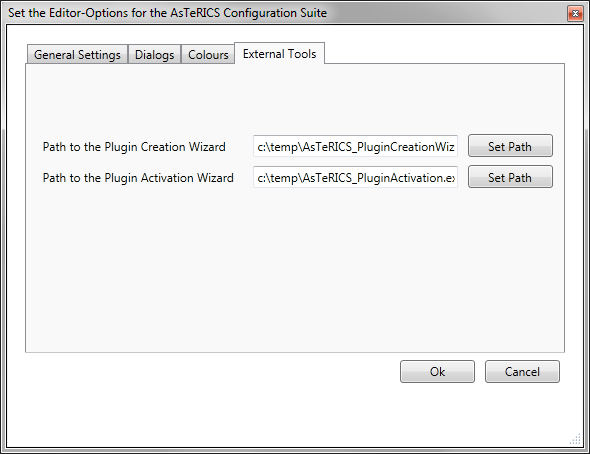 Set the Editor-Options for the AsTeRICS Configuration Suite
General Settings Dialogs Colours External Tools
Path to the Plugin Creation Wizard c:\temp\AsTeRICS_PluginCreationWiz Set Path
Path to the Plugin Activation Wizard c:\temp\AsTeRICS_PluginActivation.ex Set Path
Ok Cancel